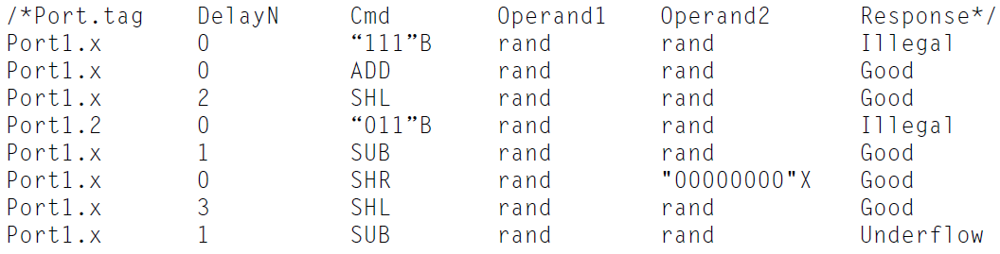 /*Port.tag DelayN Cmd Operand1 Operand2 Response*/
Port1.x 0 “111”B rand rand Illegal
Port1.x 0 ADD rand rand Good
Port1.x 2 SHL rand rand Good
Port1.2 0 “011”B rand rand Illegal
Port1.x 1 SUB rand rand Good
Port1.x 0 SHR rand "00000000"X Good
Port1.x 3 SHL rand rand Good
Port1.x 1 SUB rand rand Underflow